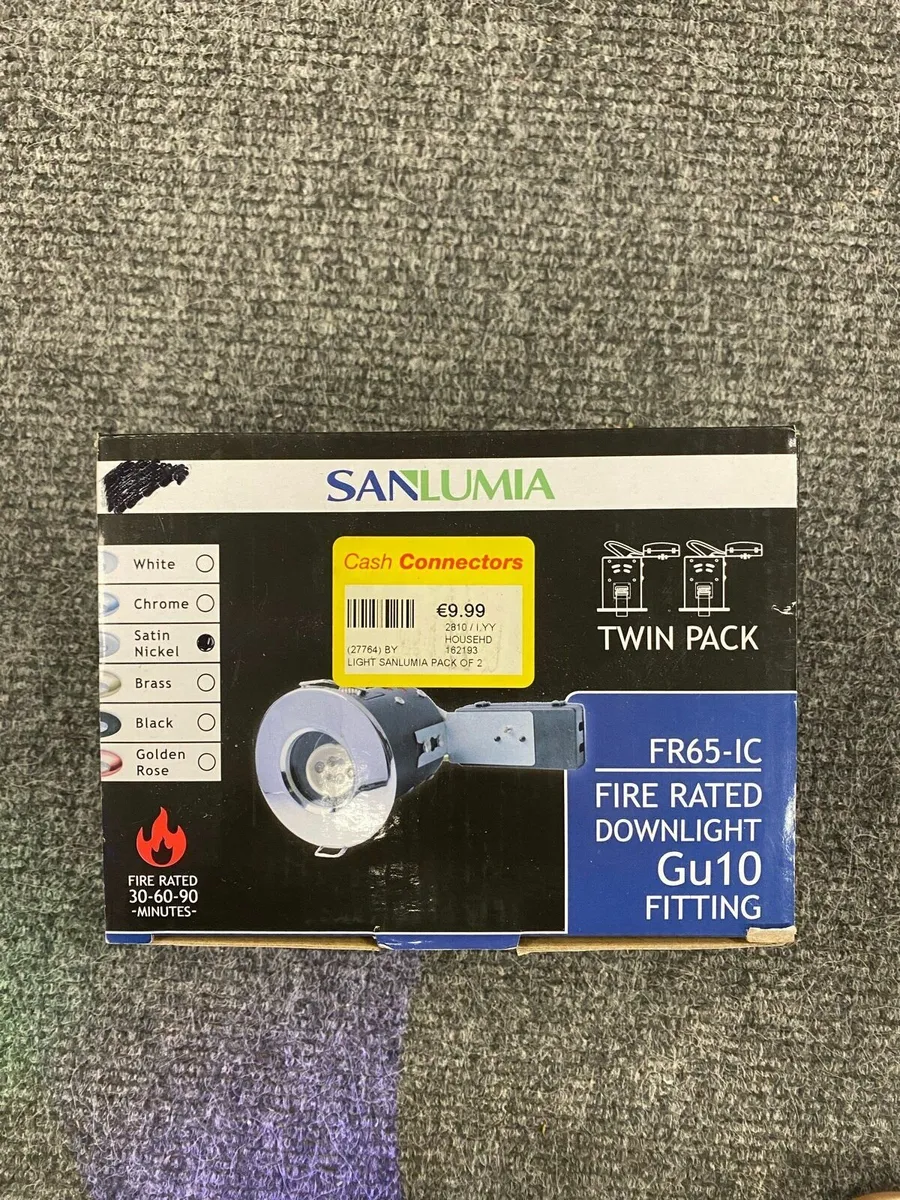 SANLUMIA
White
Chrome
Satin
Nickel
Brass
Black
Golden
Rose
Cash Connectors
€9.99
2810 / I,YY
HOUSEHD
(27764) BY 162193
LIGHT SANLUMIA PACK OF 2
TWIN PACK
FR65-IC
FIRE RATED
DOWNLIGHT
Gu10
FITTING
FIRE RATED
30-60-90
-MINUTES-